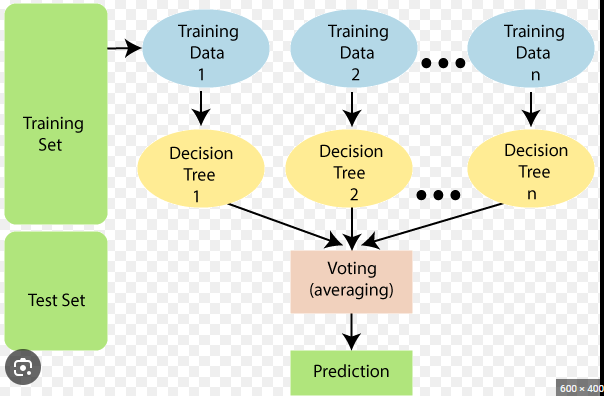 Training
Set
Test Set
Training
Data
1
Training
Data
2
Training
Data
n
Decision
Tree
1
Decision
Tree
2
Decision
Tree
n
Voting
(averaging)
Prediction
600 × 400